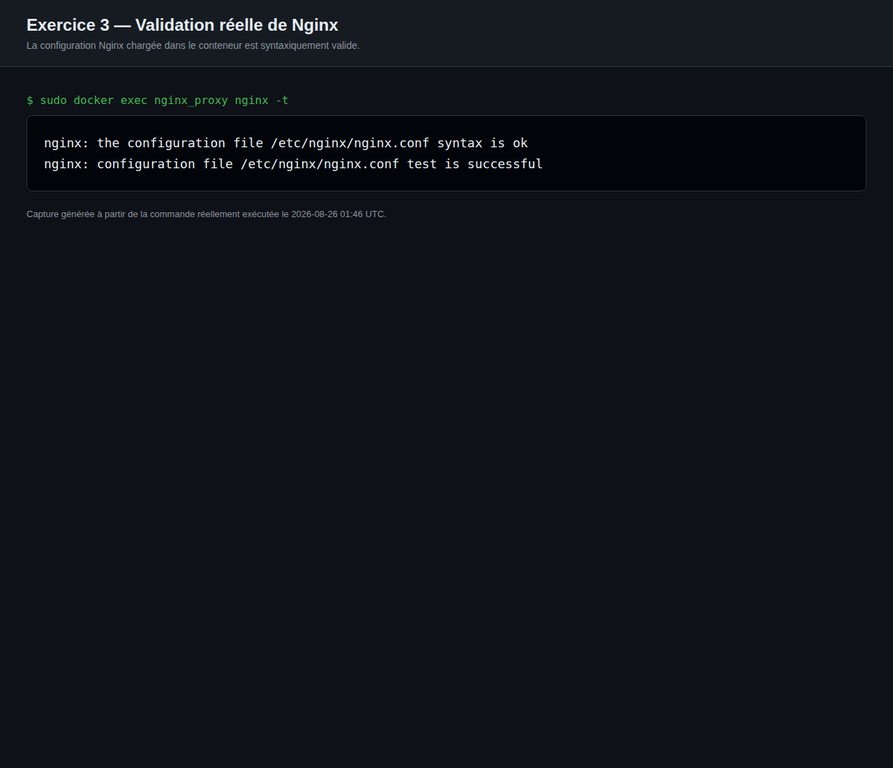 Exercice 3 — Validation réelle de Nginx
La configuration Nginx chargée dans le conteneur est syntaxiquement valide.
$ sudo docker exec nginx_proxy nginx -t
nginx: the configuration file /etc/nginx/nginx.conf syntax is ok
nginx: configuration file /etc/nginx/nginx.conf test is successful
Capture générée à partir de la commande réellement exécutée le 2026-08-26 01:46 UTC.